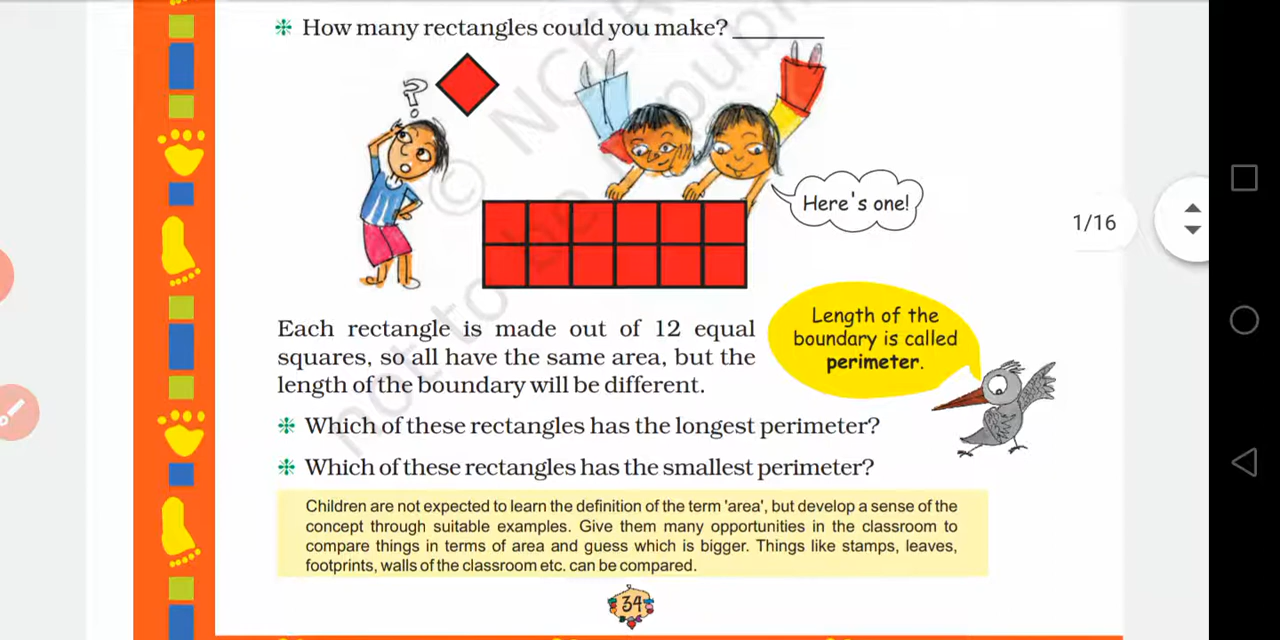 How many rectangles could you make? ________
?
Here's one!
1/16
Each rectangle is made out of 12 equal
squares, so all have the same area, but the
length of the boundary will be different.
Length of the
boundary is called
perimeter.
Which of these rectangles has the longest perimeter?
Which of these rectangles has the smallest perimeter?
Children are not expected to learn the definition of the term 'area', but develop a sense of the
concept through suitable examples. Give them many opportunities in the classroom to
compare things in terms of area and guess which is bigger. Things like stamps, leaves,
footprints, walls of the classroom etc. can be compared.
34